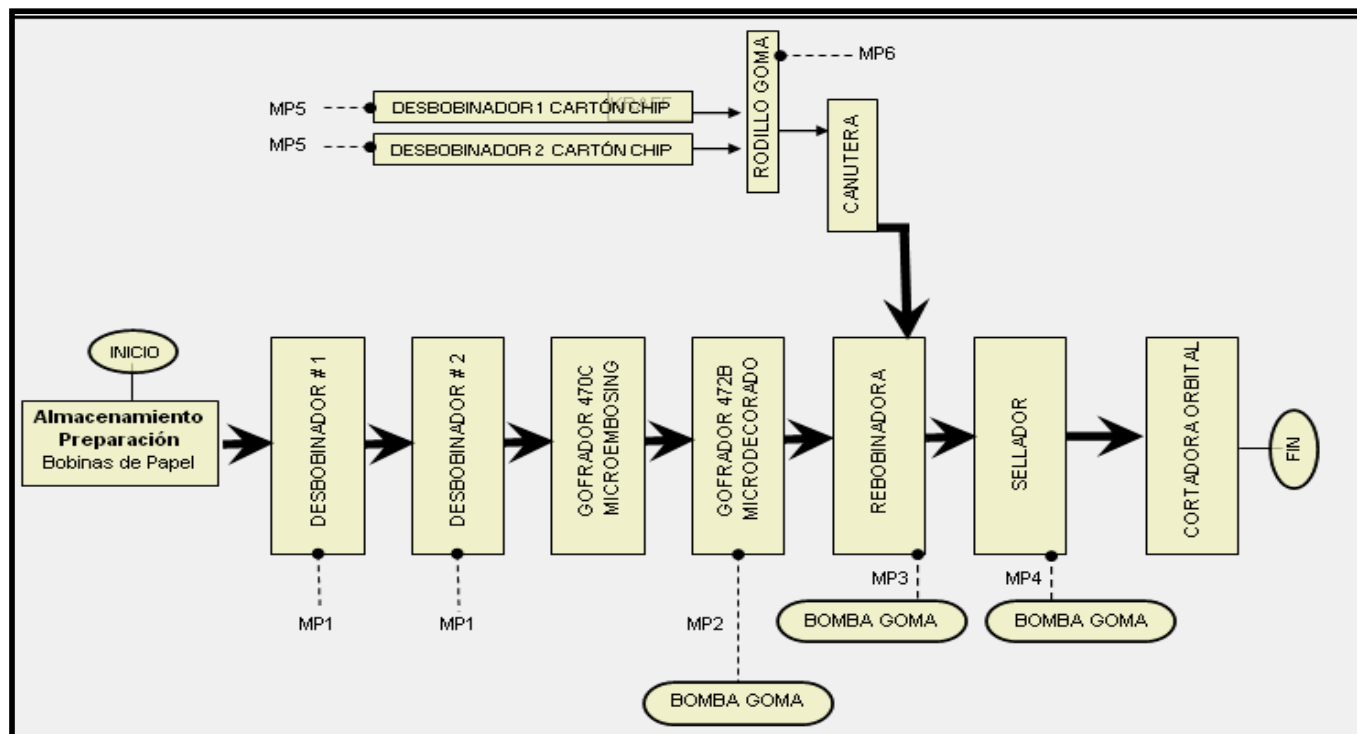 MP6
RODILLO GOMA
MP5
DESBOBINADOR 1 CARTÓN CHIP
KRAFT
MP5
DESBOBINADOR 2 CARTÓN CHIP
CANUTERA
INICIO
Almacenamiento
Preparación
Bobinas de Papel
DESBOBINADOR # 1
DESBOBINADOR # 2
GOFRADOR 470C
MICROEMBOSING
GOFRADOR 472B
MICRODECORADO
REBOBINADORA
SELLADOR
CORTADORA ORBITAL
FIN
MP1
MP1
MP2
MP3
MP4
BOMBA GOMA
BOMBA GOMA
BOMBA GOMA